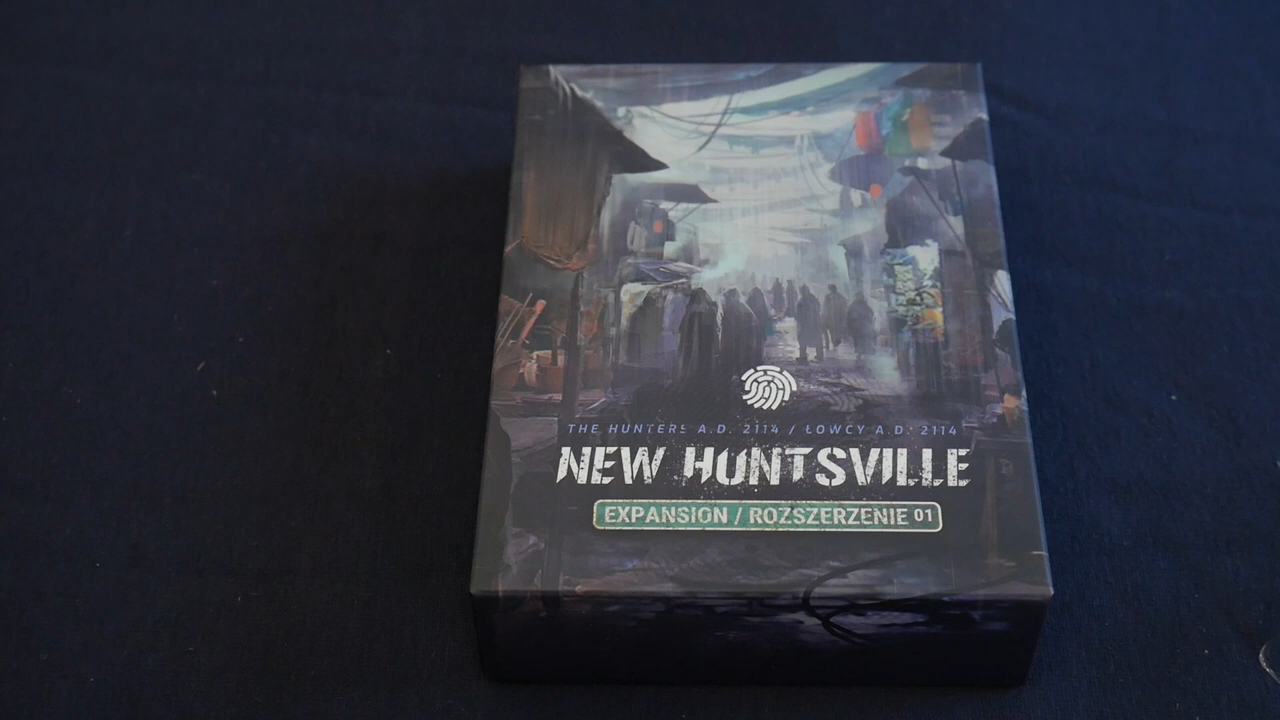 THE HUNTERS A.D. 2114 / ŁOWCY A.D. 2114
NEW HUNTSVILLE
EXPANSION / ROZSZERZENIE 01